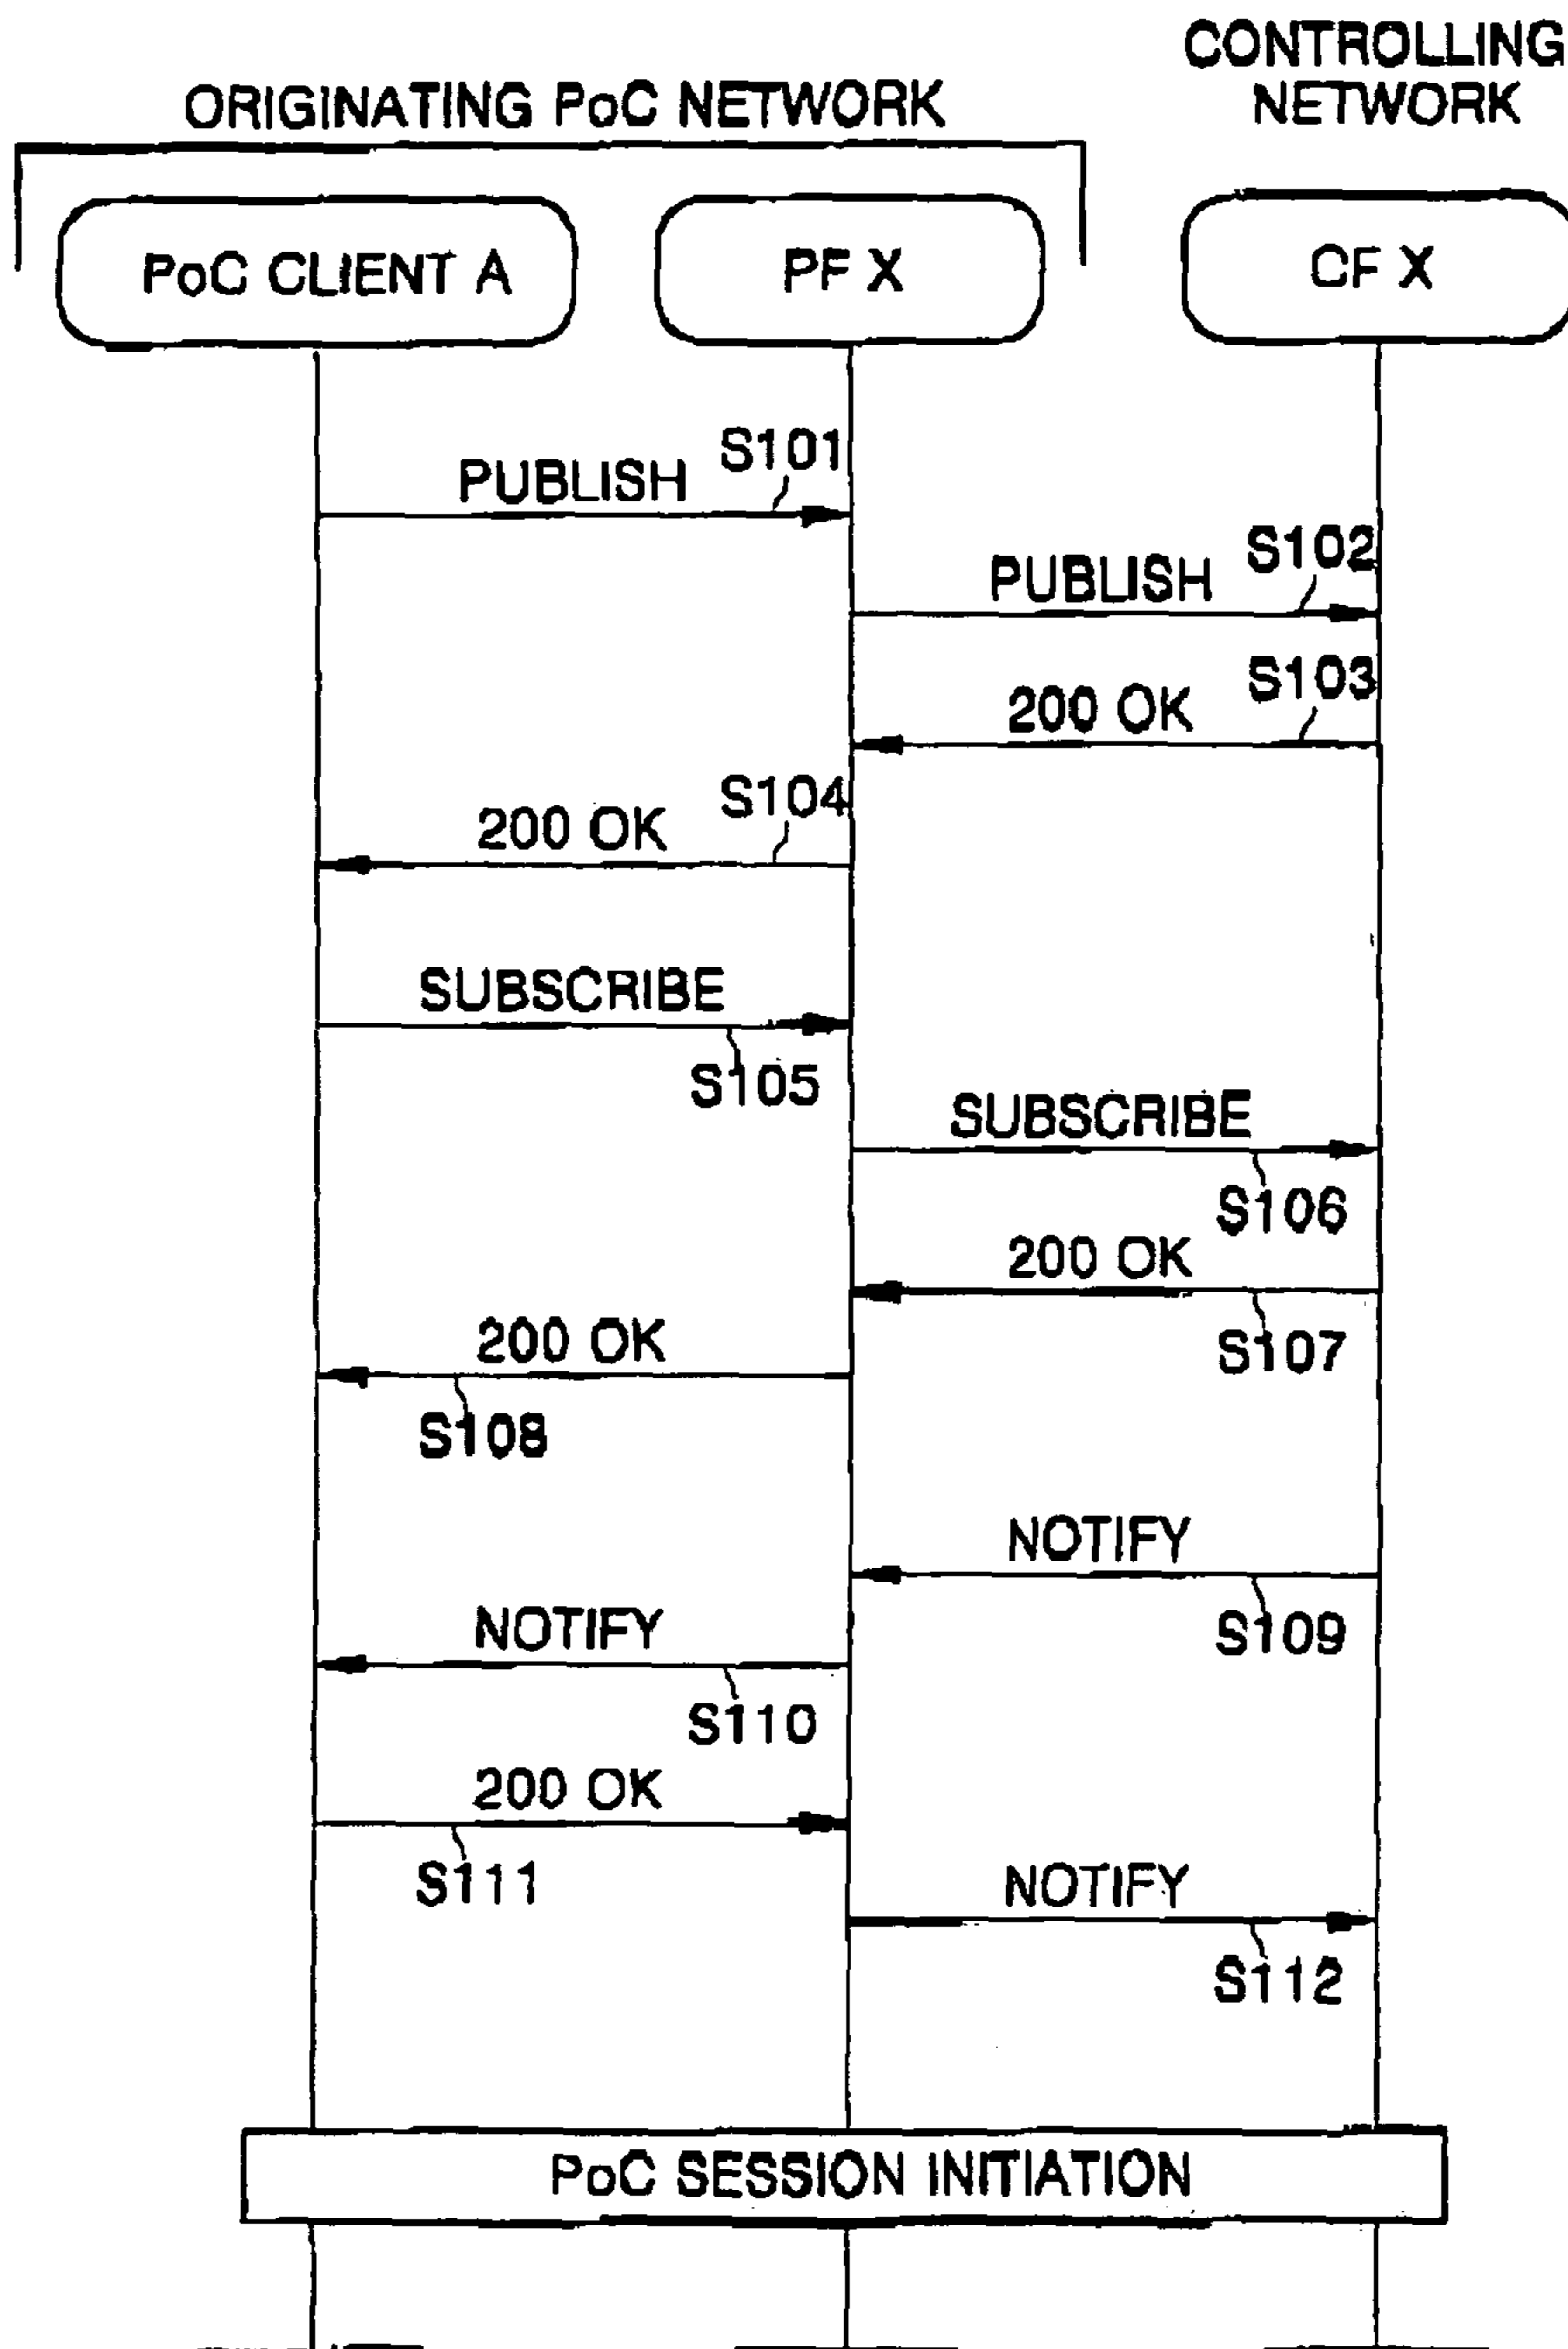 CONTROLLING
NETWORK
ORIGINATING PoC NETWORK
PoC CLIENT A
PF X
CF X
S101
PUBLISH
S102
PUBLISH
S103
200 OK
S104
200 OK
SUBSCRIBE
S105
SUBSCRIBE
S106
200 OK
S107
200 OK
S108
NOTIFY
S109
NOTIFY
S110
200 OK
S111
NOTIFY
S112
PoC SESSION INITIATION